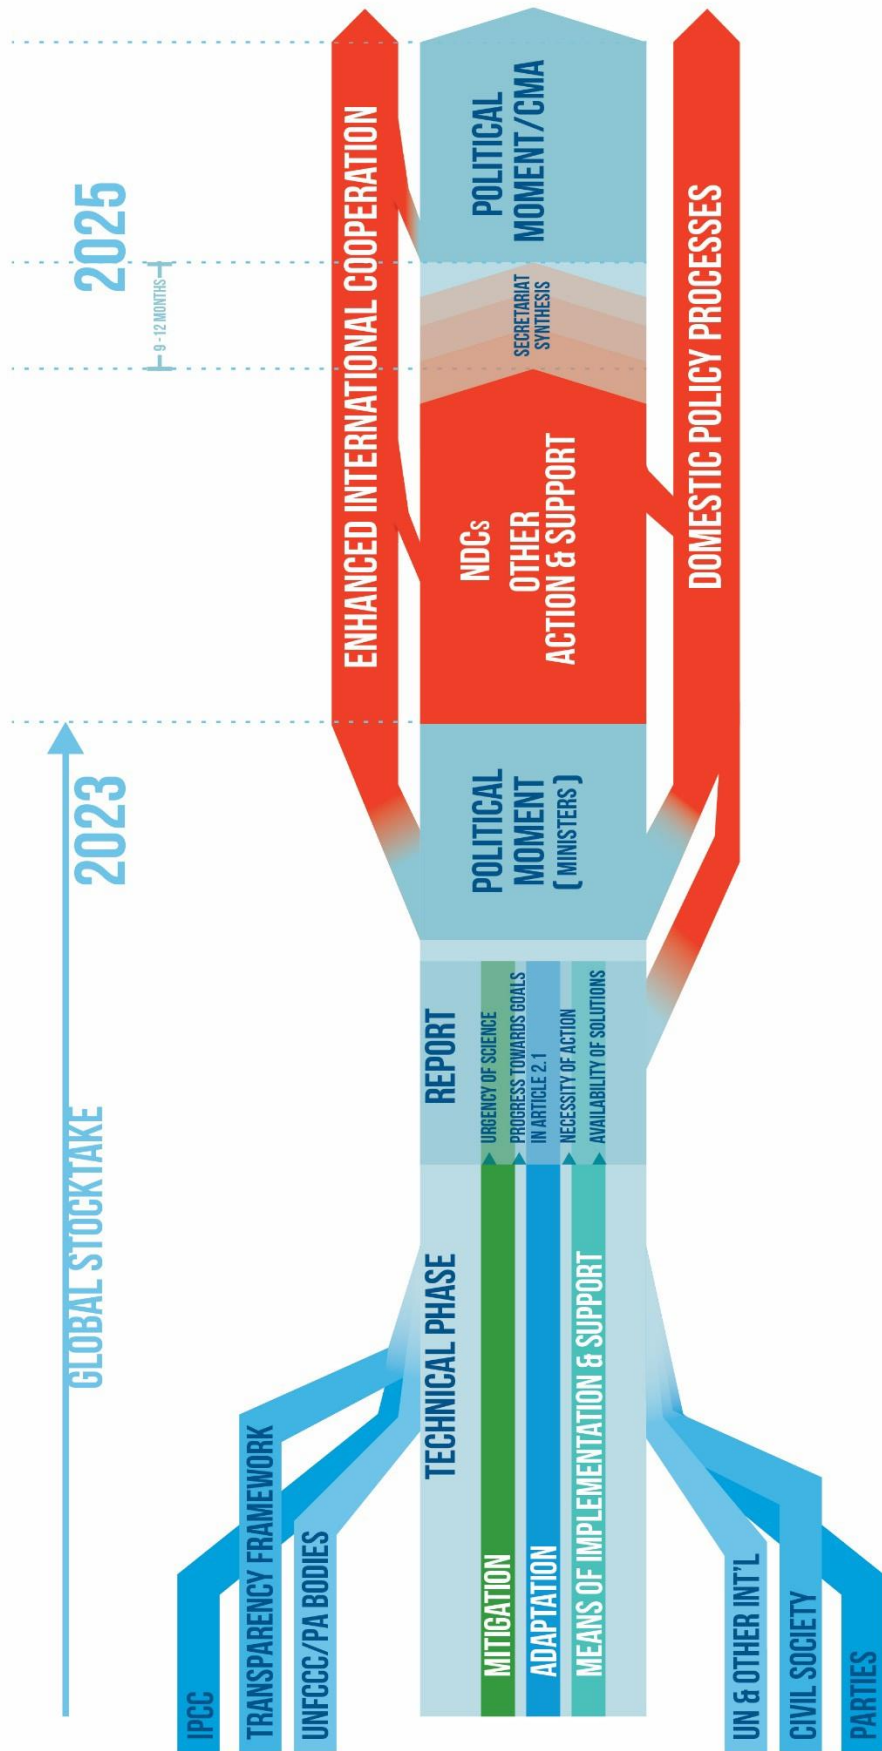 GLOBAL STOCKTAKE
2023
2025
9 - 12 MONTHS
IPCC
TRANSPARENCY FRAMEWORK
UNFCCC/PA BODIES
ENHANCED INTERNATIONAL COOPERATION
TECHNICAL PHASE
MITIGATION
ADAPTATION
MEANS OF IMPLEMENTATION & SUPPORT
REPORT
URGENCY OF SCIENCE
PROGRESS TOWARDS GOALS
IN ARTICLE 2.1
NECESSITY OF ACTION
AVAILABILITY OF SOLUTIONS
POLITICAL
MOMENT
( MINISTERS )
NDCs
OTHER
ACTION & SUPPORT
SECRETARIAT
SYNTHESIS
POLITICAL
MOMENT/CMA
DOMESTIC POLICY PROCESSES
UN & OTHER INT'L
CIVIL SOCIETY
PARTIES